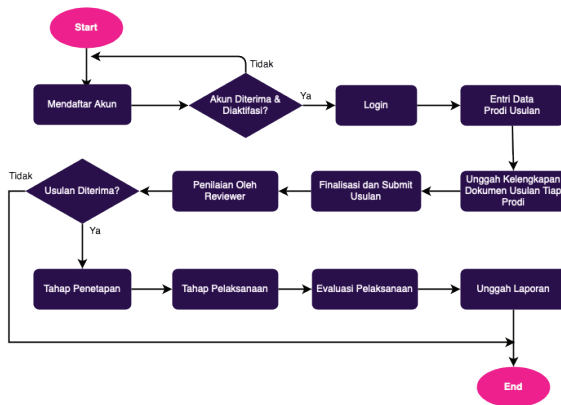 Start
Tidak
Mendaftar Akun
Akun Diterima &
Diaktifasi?
Ya
Login
Entri Data
Prodi Usulan
Tidak
Usulan Diterima?
Penilaian Oleh
Reviewer
Finalisasi dan Submit
Usulan
Unggah Kelengkapan
Dokumen Usulan Tiap
Prodi
Ya
Tahap Penetapan
Tahap Pelaksanaan
Evaluasi Pelaksanaan
Unggah Laporan
End